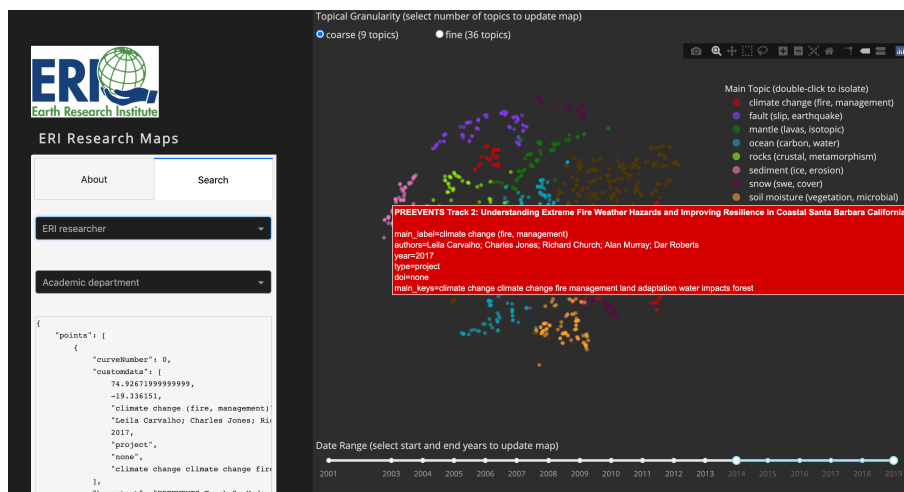 Topical Granularity (select number of topics to update map)
coarse (9 topics) fine (36 topics)
ERI
Earth Research Institute
ERI Research Maps
About Search
ERI researcher
Academic department
{
"points": [
{
"curveNumber": 0,
"customdata": [
74.92671999999999,
-19.336151,
"climate change (fire, management)"
"Leila Carvalho; Charles Jones; Ric
2017,
"project",
"none",
"climate change climate change fire
],
Main Topic (double-click to isolate)
climate change (fire, management)
fault (slip, earthquake)
mantle (lavas, isotopic)
ocean (carbon, water)
rocks (crustal, metamorphism)
sediment (ice, erosion)
snow (swe, cover)
soil moisture (vegetation, microbial)
PREEVENTS Track 2: Understanding Extreme Fire Weather Hazards and Improving Resilience in Coastal Santa Barbara California
main_label=climate change (fire, management)
authors=Leila Carvalho; Charles Jones; Richard Church; Alan Murray; Dar Roberts
year=2017
type=project
doi=none
main_keys=climate change climate change fire management land adaptation water impacts forest
Date Range (select start and end years to update map)
2001 2003 2004 2005 2006 2007 2008 2009 2010 2011 2012 2013 2014 2015 2016 2017 2018 2019